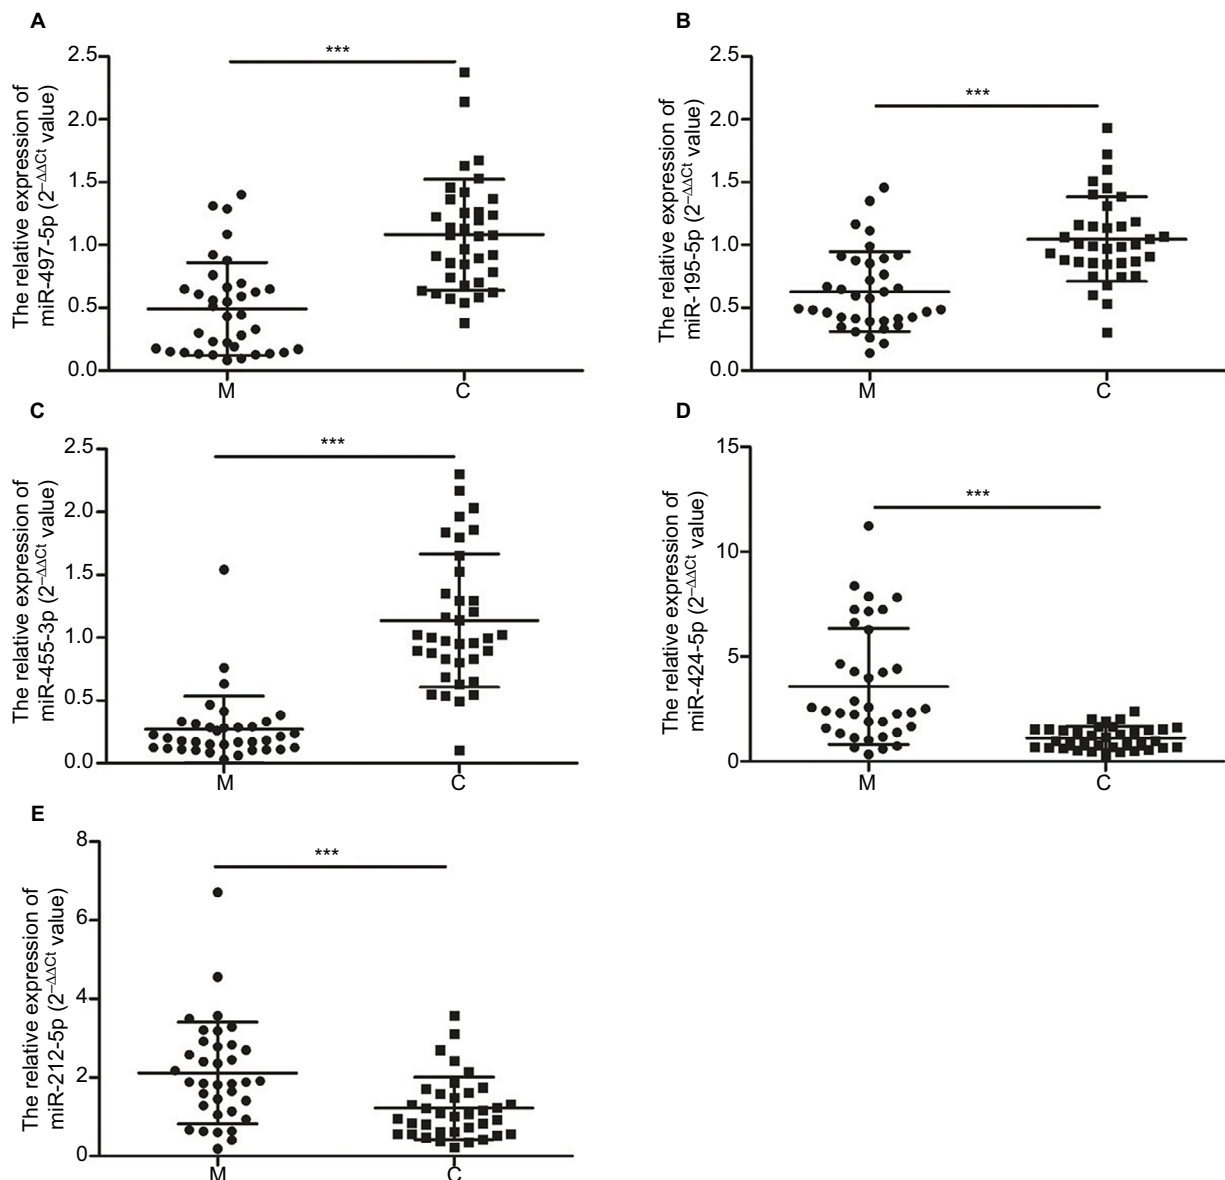 A
The relative expression of
miR-497-5p (2–ΔΔCt value)
2.5
2.0
1.5
1.0
0.5
0.0
***
M
C
B
The relative expression of
miR-195-5p (2–ΔΔCt value)
2.5
2.0
1.5
1.0
0.5
0.0
***
M
C
C
The relative expression of
miR-455-3p (2–ΔΔCt value)
2.5
2.0
1.5
1.0
0.5
0.0
***
M
C
D
The relative expression of
miR-424-5p (2–ΔΔCt value)
15
10
5
0
***
M
C
E
The relative expression of
miR-212-5p (2–ΔΔCt value)
8
6
4
2
0
***
M
C